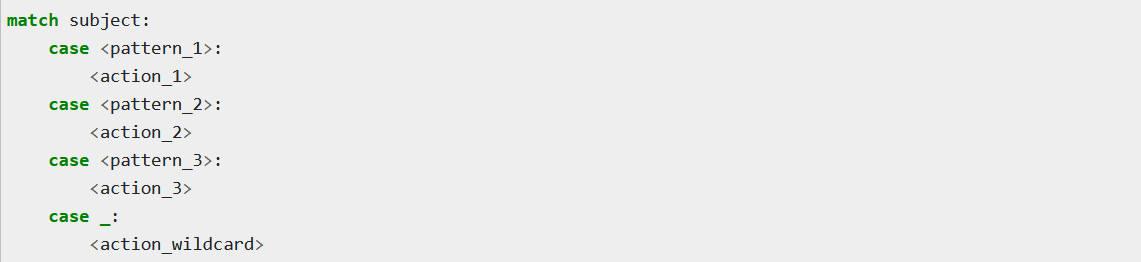 match subject:
    case <pattern_1>:
        <action_1>
    case <pattern_2>:
        <action_2>
    case <pattern_3>:
        <action_3>
    case _:
        <action_wildcard>